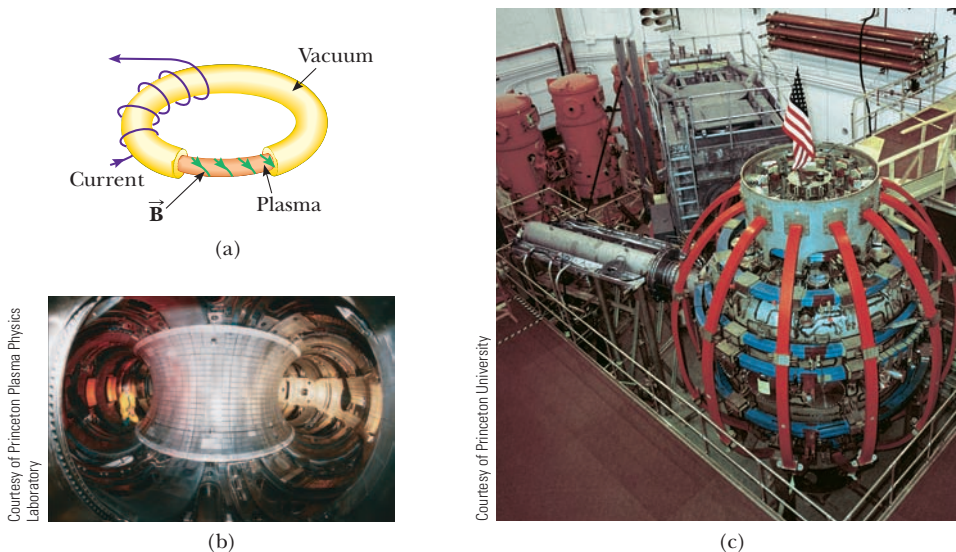 Vacuum
Current
B
Plasma
(a)
Courtesy of Princeton Plasma Physics
Laboratory
(b)
Courtesy of Princeton University
(c)